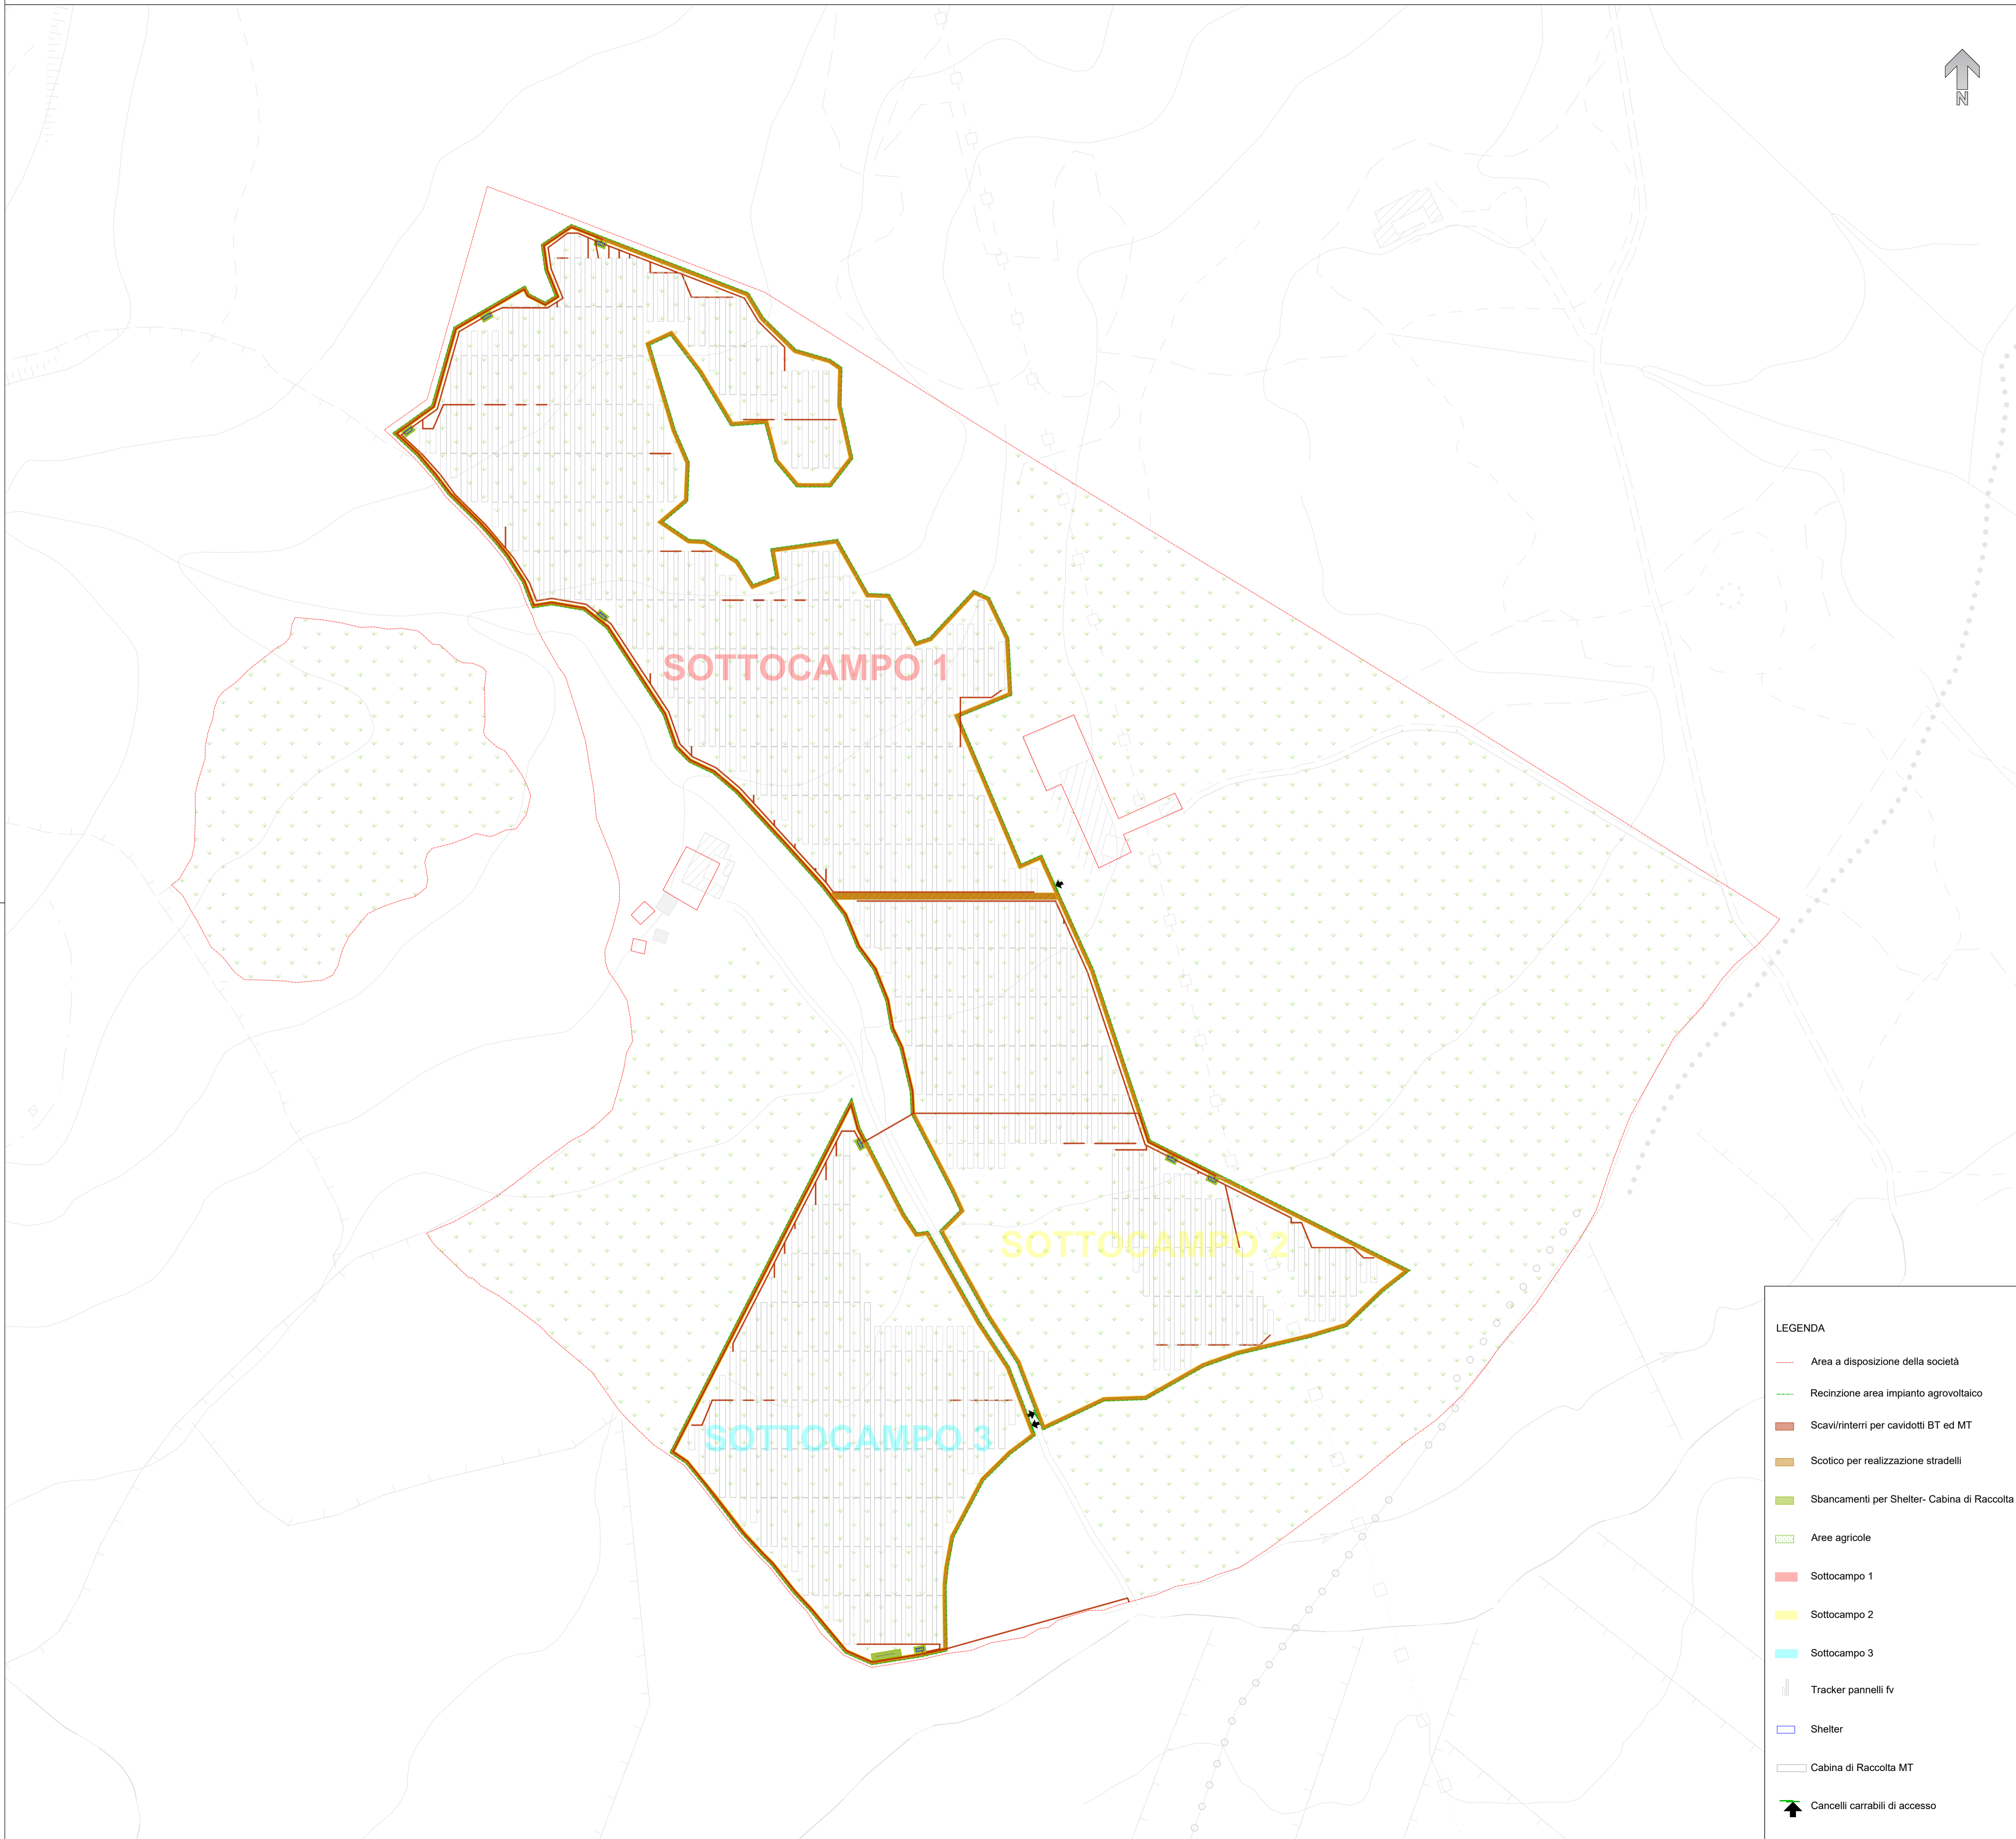 N
SOTTOCAMPO 1
SOTTOCAMPO 2
SOTTOCAMPO 3
LEGENDA
Area a disposizione della società
Recinzione area impianto agrovoltaico
Scavi/rinterri per cavidotti BT ed MT
Scotico per realizzazione stradelli
Sbancamenti per Shelter- Cabina di Raccolta
Aree agricole
Sottocampo 1
Sottocampo 2
Sottocampo 3
Tracker pannelli fv
Shelter
Cabina di Raccolta MT
Cancelli carrabili di accesso